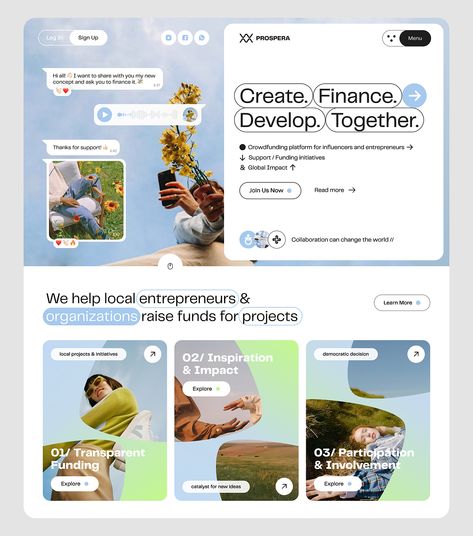 Log In
Sign Up
Hi all! 👋 I want to share with you my new
concept and ask you to finance it. 🌼
Thanks for support! 👍
PROSPERA
Menu
Create. Finance.
Develop. Together.
Crowdfunding platform for influencers and entrepreneurs →
↓ Support / Funding initiatives
& Global Impact ↑
Join Us Now
Read more →
Collaboration can change the world //
We help local entrepreneurs &
organizations raise funds for projects
Learn More
local projects & initiatives
01/ Transparent
Funding
Explore
02/ Inspiration
& Impact
Explore
catalyst for new ideas
democratic decision
03/ Participation
& Involvement
Explore